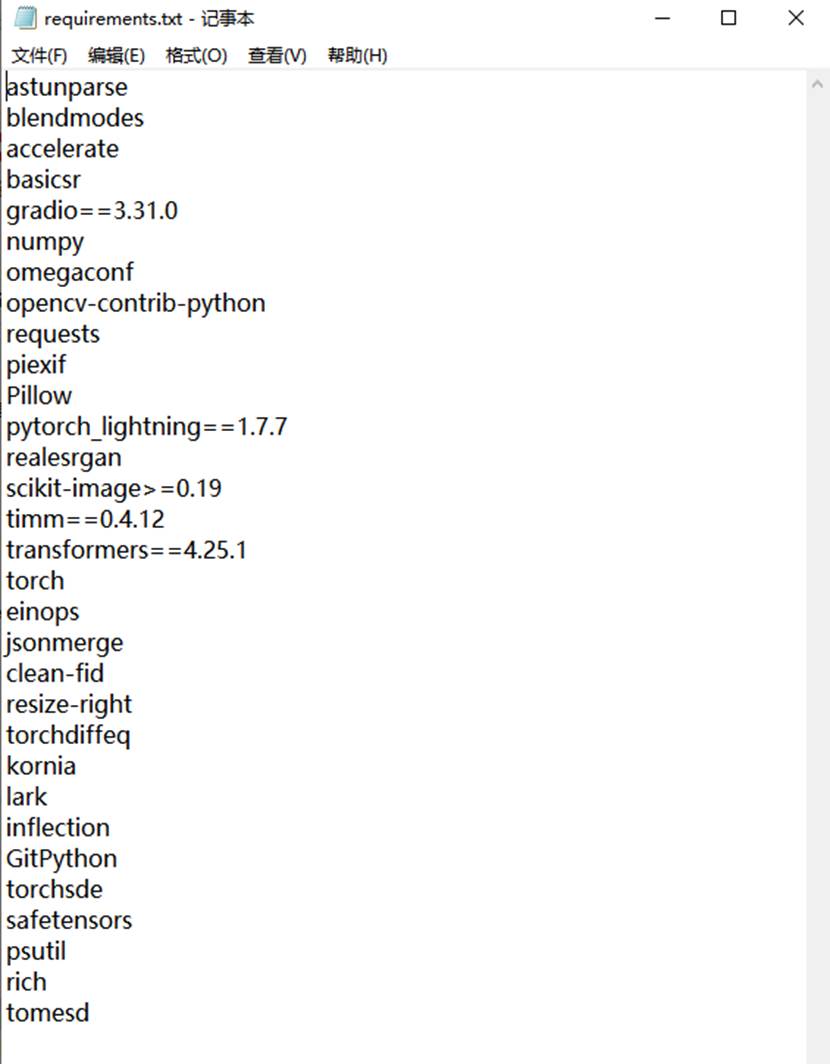 requirements.txt - 记事本
文件(F) 编辑(E) 格式(O) 查看(V) 帮助(H)
astunparse
blendmodes
accelerate
basicsr
gradio==3.31.0
numpy
omegaconf
opencv-contrib-python
requests
piexif
Pillow
pytorch_lightning==1.7.7
realesrgan
scikit-image>=0.19
timm==0.4.12
transformers==4.25.1
torch
einops
jsonmerge
clean-fid
resize-right
torchdiffeq
kornia
lark
inflection
GitPython
torchsde
safetensors
psutil
rich
tomesd